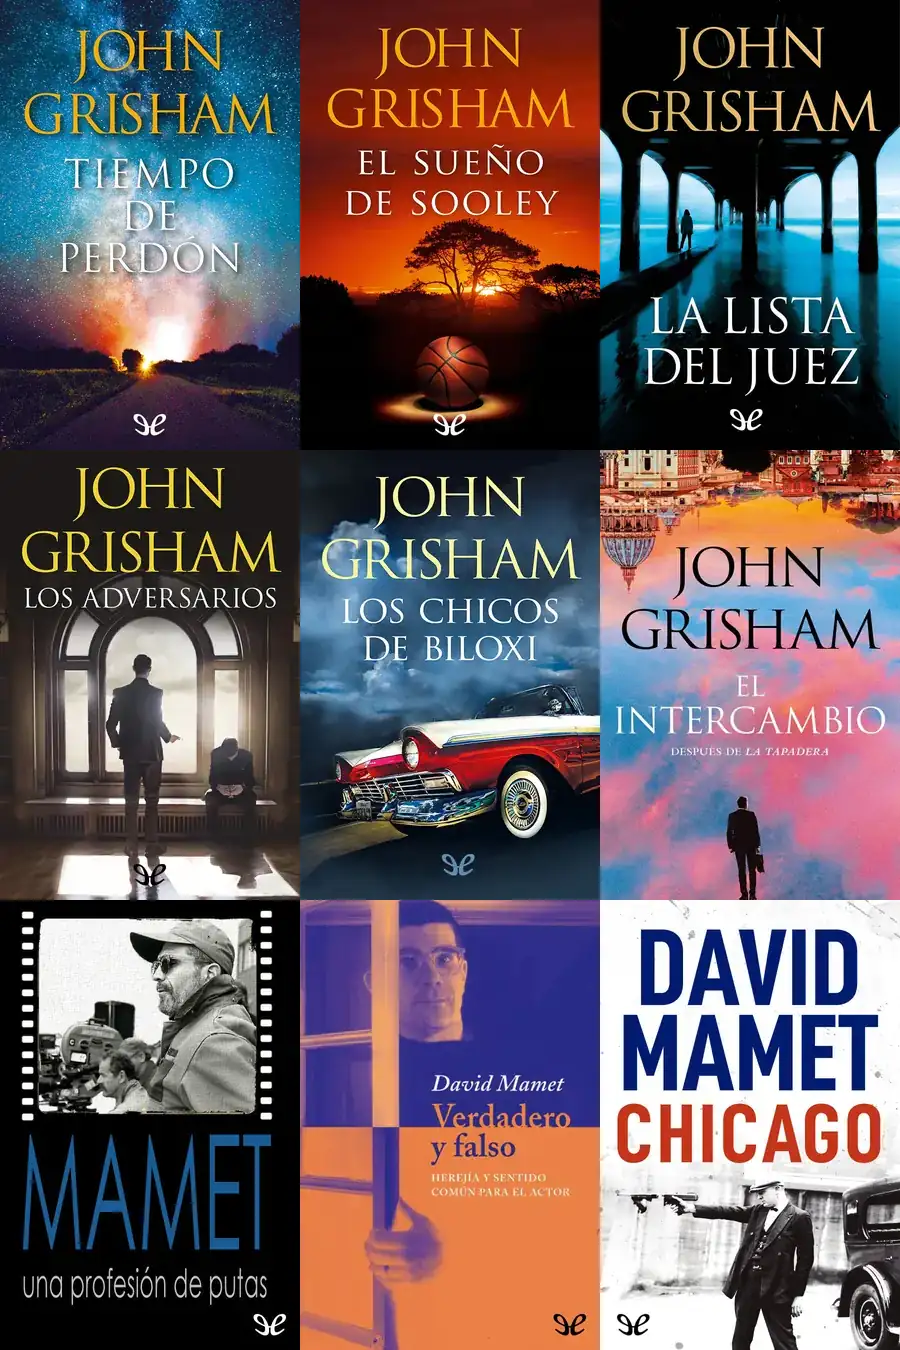 JOHN
GRISHAM
TIEMPO
DE
PERDÓN
JOHN
GRISHAM
EL SUEÑO
DE SOOLEY
JOHN
GRISHAM
LA LISTA
DEL JUEZ
JOHN
GRISHAM
LOS ADVERSARIOS
JOHN
GRISHAM
LOS CHICOS
DE BILOXI
JOHN
GRISHAM
EL
INTERCAMBIO
DESPUÉS DE LA TAPADERA
MAMET
una profesión de putas
David Mamet
Verdadero
y falso
HEREJÍA Y SENTIDO
COMÚN PARA EL ACTOR
DAVID
MAMET
CHICAGO